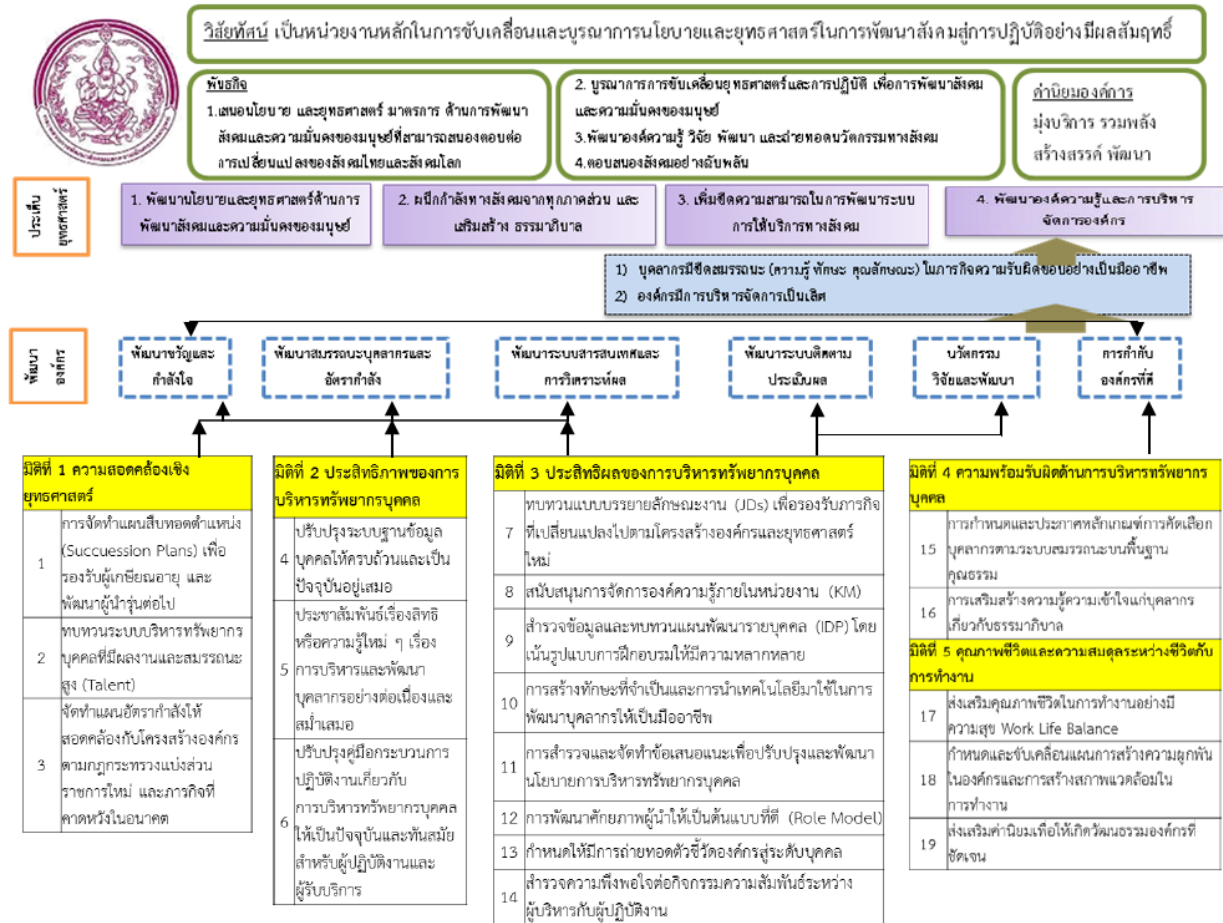 วิสัยทัศน์ เป็นหน่วยงานหลักในการขับเคลื่อนและบูรณาการนโยบายและยุทธศาสตร์ในการพัฒนาสังคมสู่การปฏิบัติอย่างมีผลสัมฤทธิ์
พันธกิจ
1.เสนอนโยบาย และยุทธศาสตร์ มาตรการ ด้านการพัฒนา
สังคมและความมั่นคงของมนุษย์ที่สามารถสนองตอบต่อ
การเปลี่ยนแปลงของสังคมไทยและสังคมโลก
2. บูรณาการการขับเคลื่อนยุทธศาสตร์และการปฏิบัติ เพื่อการพัฒนาสังคม
และความมั่นคงของมนุษย์
3.พัฒนาองค์ความรู้ วิจัย พัฒนา และถ่ายทอดนวัตกรรมทางสังคม
4.ตอบสนองสังคมอย่างฉับพลัน
ค่านิยมองค์การ
มุ่งบริการ รวมพลัง
สร้างสรรค์ พัฒนา
ประเด็น
ยุทธศาสตร์
1. พัฒนานโยบายและยุทธศาสตร์ด้านการ
พัฒนาสังคมและความมั่นคงของมนุษย์
2. ผนึกกำลังทางสังคมจากทุกภาคส่วน และ
เสริมสร้าง ธรรมาภิบาล
3. เพิ่มขีดความสามารถในการพัฒนาระบบ
การให้บริการทางสังคม
4. พัฒนาองค์ความรู้และการบริหาร
จัดการองค์กร
1) บุคลากรมีขีดสมรรถนะ (ความรู้ ทักษะ คุณลักษณะ) ในภารกิจความรับผิดชอบอย่างเป็นมืออาชีพ
2) องค์กรมีการบริหารจัดการเป็นเลิศ
พัฒนา
องค์กร
พัฒนาขวัญและ
กำลังใจ
พัฒนาสมรรถนะบุคลากรและ
อัตรากำลัง
พัฒนาระบบสารสนเทศและ
การวิเคราะห์ผล
พัฒนาระบบติดตาม
ประเมินผล
นวัตกรรม
วิจัยและพัฒนา
การกำกับ
องค์กรที่ดี
มิติที่ 1 ความสอดคล้องเชิง
ยุทธศาสตร์
1 การจัดทำแผนสืบทอดตำแหน่ง
(Succuession Plans) เพื่อ
รองรับผู้เกษียณอายุ และ
พัฒนาผู้นำรุ่นต่อไป
2 ทบทวนระบบบริหารทรัพยากร
บุคคลที่มีผลงานและสมรรถนะ
สูง (Talent)
3 จัดทำแผนอัตรากำลังให้
สอดคล้องกับโครงสร้างองค์กร
ตามกฎกระทรวงแบ่งส่วน
ราชการใหม่ และภารกิจที่
คาดหวังในอนาคต
มิติที่ 2 ประสิทธิภาพของการ
บริหารทรัพยากรบุคคล
4 ปรับปรุงระบบฐานข้อมูล
บุคคลให้ครบถ้วนและเป็น
ปัจจุบันอยู่เสมอ
5 ประชาสัมพันธ์เรื่องสิทธิ
หรือความรู้ใหม่ ๆ เรื่อง
การบริหารและพัฒนา
บุคลากรอย่างต่อเนื่องและ
สม่ำเสมอ
6 ปรับปรุงคู่มือกระบวนการ
ปฏิบัติงานเกี่ยวกับ
การบริหารทรัพยากรบุคคล
ให้เป็นปัจจุบันและทันสมัย
สำหรับผู้ปฏิบัติงานและ
ผู้รับบริการ
มิติที่ 3 ประสิทธิผลของการบริหารทรัพยากรบุคคล
7 ทบทวนแบบบรรยายลักษณะงาน (JDs) เพื่อรองรับภารกิจ
ที่เปลี่ยนแปลงไปตามโครงสร้างองค์กรและยุทธศาสตร์
ใหม่
8 สนับสนุนการจัดการองค์ความรู้ภายในหน่วยงาน (KM)
9 สำรวจข้อมูลและทบทวนแผนพัฒนารายบุคคล (IDP) โดย
เน้นรูปแบบการฝึกอบรมให้มีความหลากหลาย
10 การสร้างทักษะที่จำเป็นและการนำเทคโนโลยีมาใช้ในการ
พัฒนาบุคลากรให้เป็นมืออาชีพ
11 การสำรวจและจัดทำข้อเสนอแนะเพื่อปรับปรุงและพัฒนา
นโยบายการบริหารทรัพยากรบุคคล
12 การพัฒนาศักยภาพผู้นำให้เป็นต้นแบบที่ดี (Role Model)
13 กำหนดให้มีการถ่ายทอดตัวชี้วัดองค์กรสู่ระดับบุคคล
14 สำรวจความพึงพอใจต่อกิจกรรมความสัมพันธ์ระหว่าง
ผู้บริหารกับผู้ปฏิบัติงาน
มิติที่ 4 ความพร้อมรับผิดด้านการบริหารทรัพยากร
บุคคล
15 การกำหนดและประกาศหลักเกณฑ์การคัดเลือก
บุคลากรตามระบบสมรรถนะบนพื้นฐาน
คุณธรรม
16 การเสริมสร้างความรู้ความเข้าใจแก่บุคลากร
เกี่ยวกับธรรมาภิบาล
มิติที่ 5 คุณภาพชีวิตและความสมดุลระหว่างชีวิตกับ
การทำงาน
17 ส่งเสริมคุณภาพชีวิตในการทำงานอย่างมี
ความสุข Work Life Balance
18 กำหนดและขับเคลื่อนแผนการสร้างความผูกพัน
ในองค์กรและการสร้างสภาพแวดล้อมใน
การทำงาน
19 ส่งเสริมค่านิยมเพื่อให้เกิดวัฒนธรรมองค์กรที่
ชัดเจน